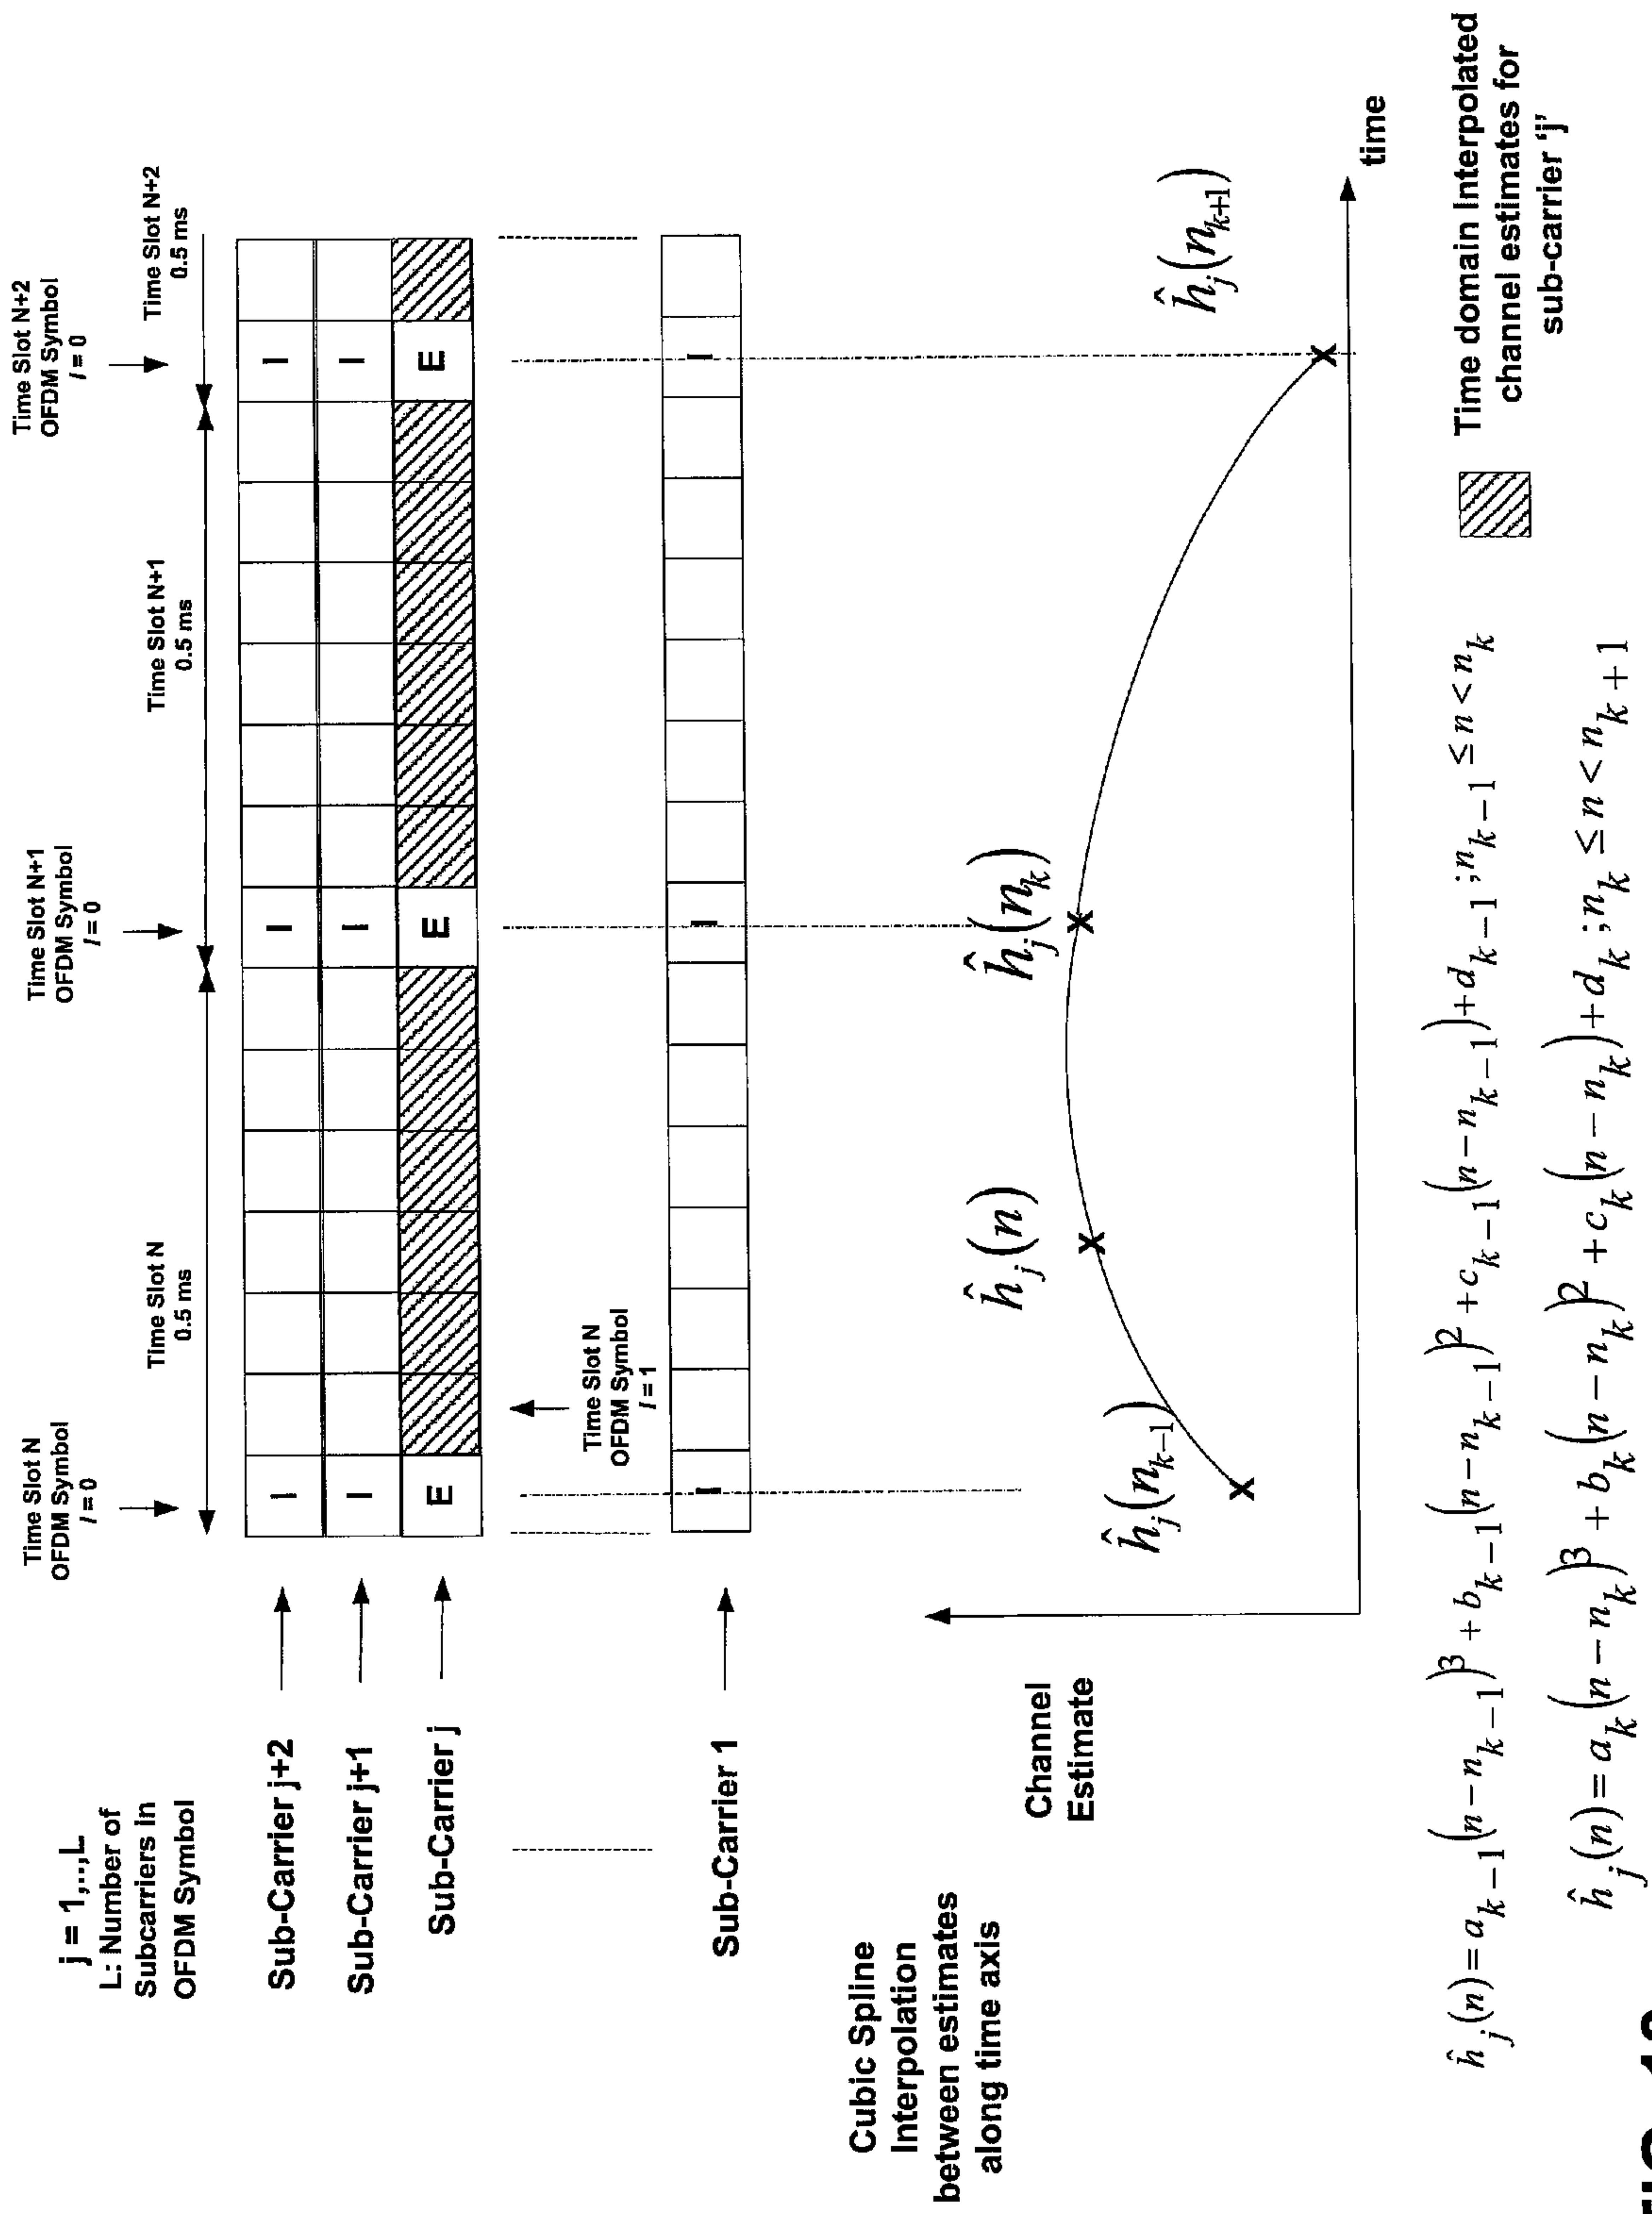 j = 1,..,L
L: Number of
Subcarriers in
OFDM Symbol
Time Slot N
OFDM Symbol
l = 0
Time Slot N+1
OFDM Symbol
l = 0
Time Slot N+2
OFDM Symbol
l = 0
Time Slot N
0.5 ms
Time Slot N+1
0.5 ms
Time Slot N+2
0.5 ms
Sub-Carrier j+2
I I I
Sub-Carrier j+1
I I I
Sub-Carrier j
E E E
Time Slot N
OFDM Symbol
l = 1
Sub-Carrier 1
I I I
Cubic Spline
Interpolation
between estimates
along time axis
Channel
Estimate
ĥ_j(n_{k-1})
ĥ_j(n)
ĥ_j(n_k)
ĥ_j(n_{k+1})
X X X X
time
ĥ_j(n) = a_{k-1}(n-n_{k-1})^3 + b_{k-1}(n-n_{k-1})^2 + c_{k-1}(n-n_{k-1}) + d_{k-1} ; n_{k-1} ≤ n < n_k
ĥ_j(n) = a_k(n-n_k)^3 + b_k(n-n_k)^2 + c_k(n-n_k) + d_k ; n_k ≤ n < n_k+1
Time domain Interpolated
channel estimates for
sub-carrier 'j'